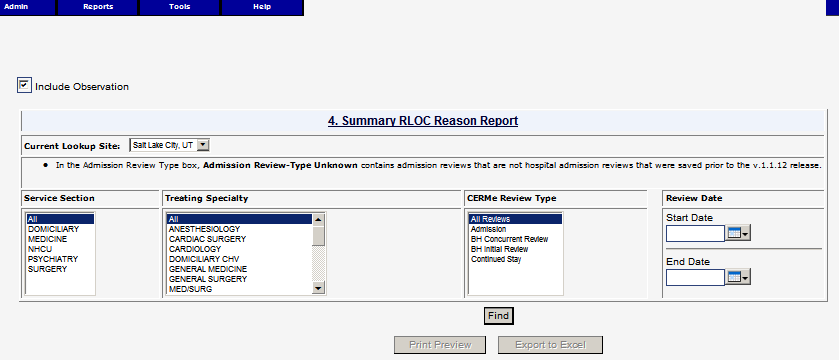 Admin Reports Tools Help
Include Observation
4. Summary RLOC Reason Report
Current Lookup Site: Salt Lake City, UT
• In the Admission Review Type box, Admission Review-Type Unknown contains admission reviews that are not hospital admission reviews that were saved prior to the v.1.1.12 release.
Service Section Treating Specialty CERMe Review Type Review Date
All
DOMICILIARY
MEDICINE
NHCU
PSYCHIATRY
SURGERY
All
ANESTHESIOLOGY
CARDIAC SURGERY
CARDIOLOGY
DOMICILIARY CHV
GENERAL MEDICINE
GENERAL SURGERY
MED/SURG
All Reviews
Admission
BH Concurrent Review
BH Initial Review
Continued Stay
Start Date
End Date
Find
Print Preview Export to Excel